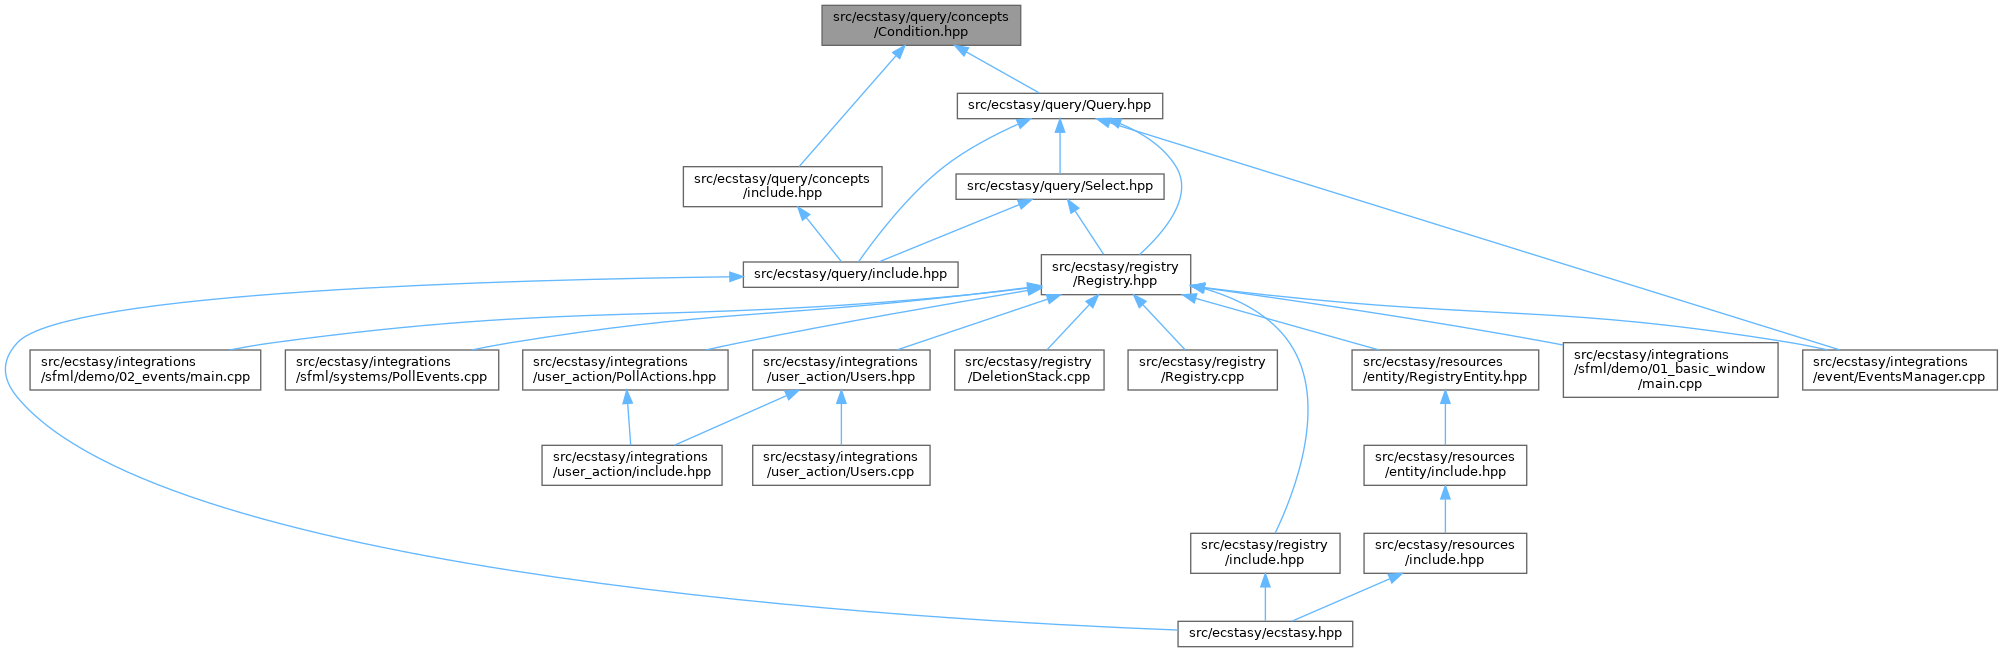 src/ecstasy/query/concepts
/Condition.hpp
src/ecstasy/query/Query.hpp
src/ecstasy/query/concepts
/include.hpp
src/ecstasy/query/Select.hpp
src/ecstasy/query/include.hpp
src/ecstasy/registry
/Registry.hpp
src/ecstasy/integrations
/sfml/demo/02_events/main.cpp
src/ecstasy/integrations
/sfml/systems/PollEvents.cpp
src/ecstasy/integrations
/user_action/PollActions.hpp
src/ecstasy/integrations
/user_action/Users.hpp
src/ecstasy/registry
/DeletionStack.cpp
src/ecstasy/registry
/Registry.cpp
src/ecstasy/resources
/entity/RegistryEntity.hpp
src/ecstasy/integrations
/sfml/demo/01_basic_window
/main.cpp
src/ecstasy/integrations
/event/EventsManager.cpp
src/ecstasy/integrations
/user_action/include.hpp
src/ecstasy/integrations
/user_action/Users.cpp
src/ecstasy/resources
/entity/include.hpp
src/ecstasy/registry
/include.hpp
src/ecstasy/resources
/include.hpp
src/ecstasy/ecstasy.hpp